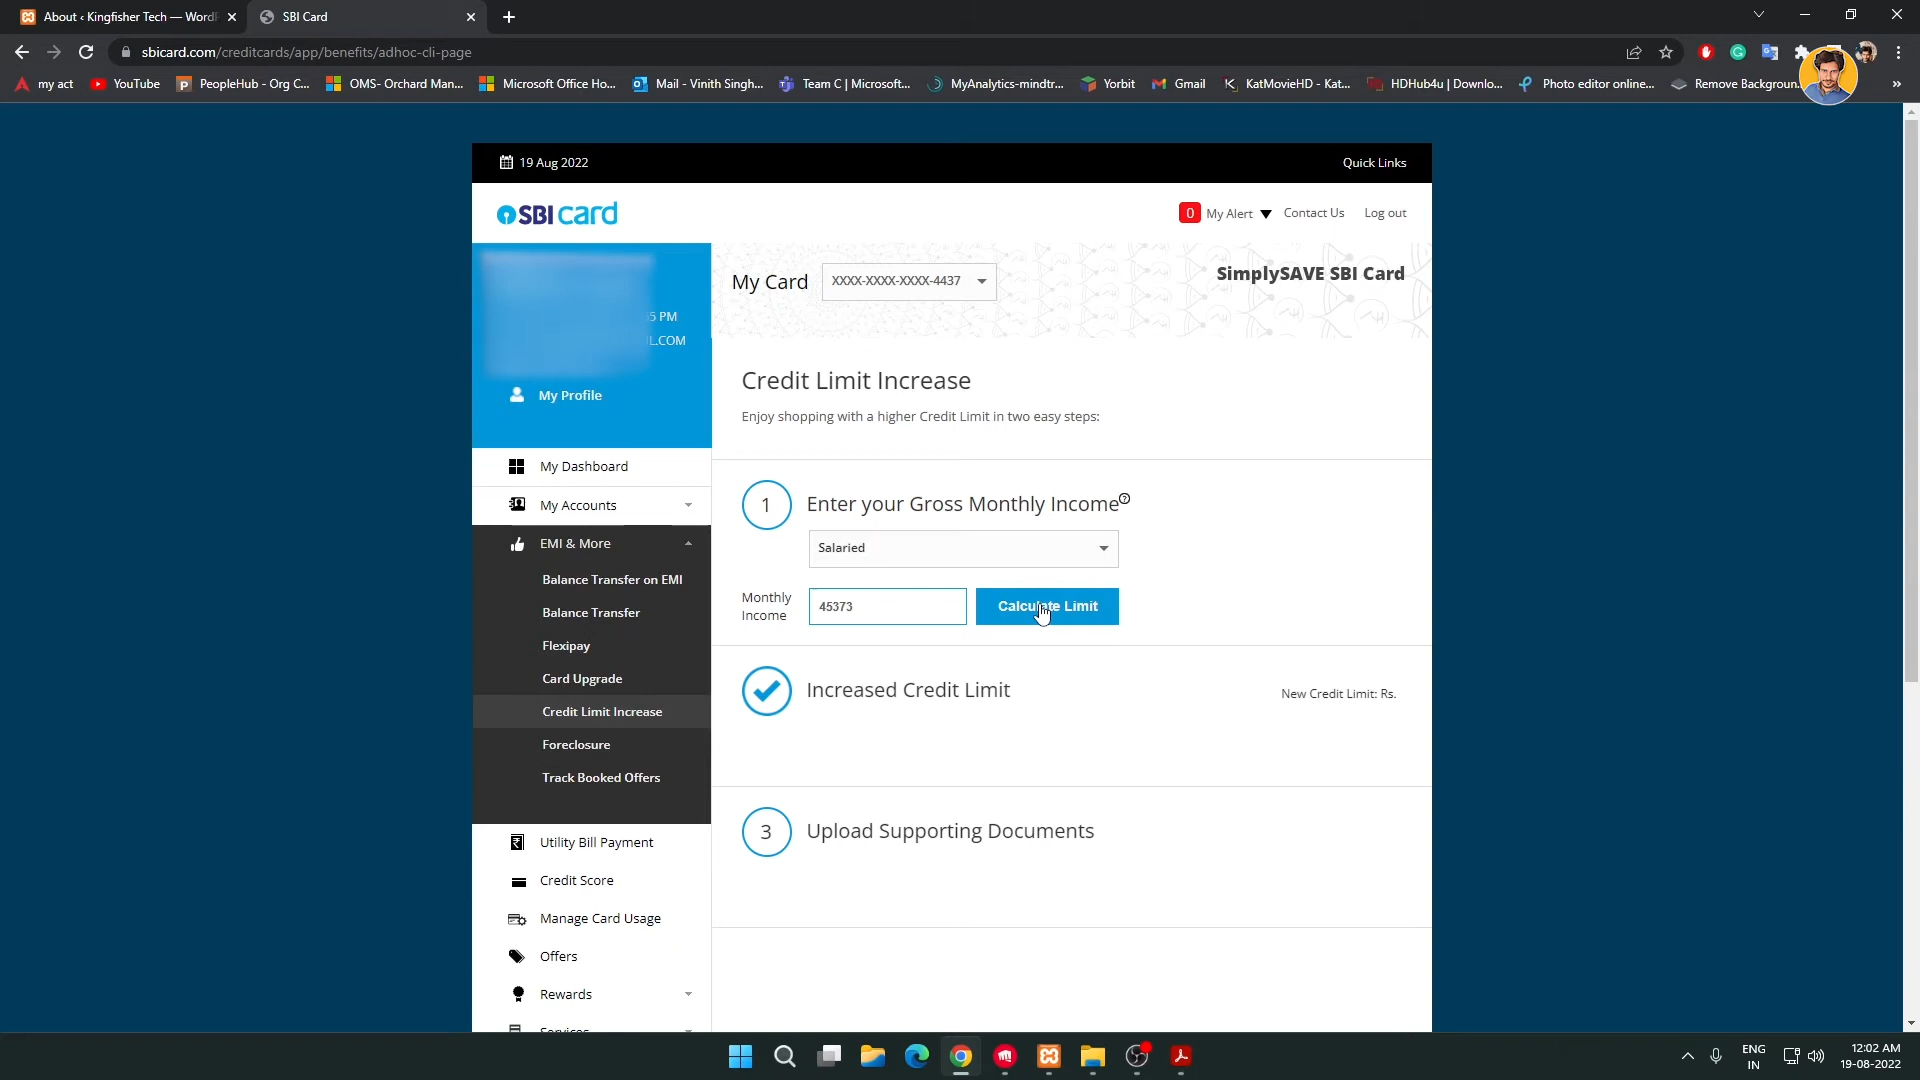 About ‹ Kingfisher Tech — WordP
SBI Card
sbicard.com/creditcards/app/benefits/adhoc-cli-page
my act
YouTube
PeopleHub - Org C...
OMS- Orchard Man...
Microsoft Office Ho...
Mail - Vinith Singh...
Team C | Microsoft...
MyAnalytics-mindtr...
Yorbit
Gmail
KatMovieHD - Kat...
HDHub4u | Downlo...
Photo editor online...
Remove Backgroun
19 Aug 2022
Quick Links
SBI card
0 My Alert
Contact Us
Log out
5 PM
L.COM
My Profile
My Card
XXXX-XXXX-XXXX-4437
SimplySAVE SBI Card
Credit Limit Increase
Enjoy shopping with a higher Credit Limit in two easy steps:
My Dashboard
My Accounts
EMI & More
Balance Transfer on EMI
Balance Transfer
Flexipay
Card Upgrade
Credit Limit Increase
Foreclosure
Track Booked Offers
Utility Bill Payment
Credit Score
Manage Card Usage
Offers
Rewards
Services
1 Enter your Gross Monthly Income
Salaried
Monthly
Income
45373
Calculate Limit
Increased Credit Limit
New Credit Limit: Rs.
3 Upload Supporting Documents
ENG
IN
12:02 AM
19-08-2022